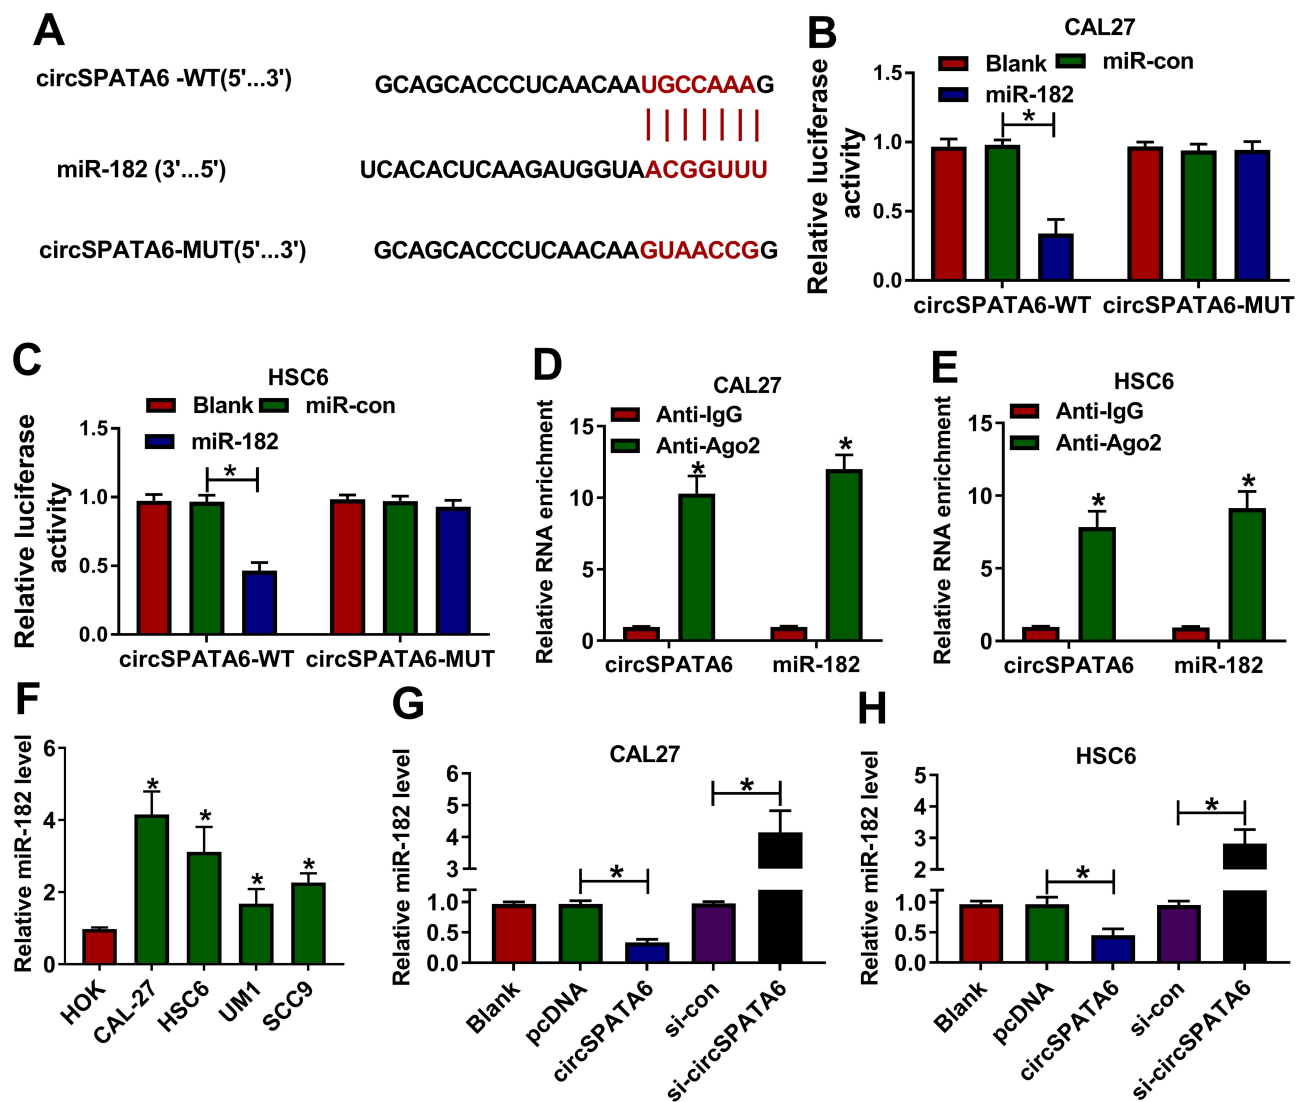 A
circSPATA6 -WT(5'...3')
GCAGCACCCUCAACAAUGCCAAAG
miR-182 (3'...5')
UCACACUCAAGAUGGUAACGGUUU
circSPATA6-MUT(5'...3')
GCAGCACCCUCAACAAGUAACCGG
B
CAL27
Blank
miR-con
miR-182
Relative luciferase
activity
1.5
1.0
0.5
0.0
*
circSPATA6-WT
circSPATA6-MUT
C
HSC6
Blank
miR-con
miR-182
Relative luciferase
activity
1.5
1.0
0.5
0.0
*
circSPATA6-WT
circSPATA6-MUT
D
CAL27
Anti-IgG
Anti-Ago2
Relative RNA enrichment
15
10
5
0
*
*
circSPATA6
miR-182
E
HSC6
Anti-IgG
Anti-Ago2
Relative RNA enrichment
15
10
5
0
*
*
circSPATA6
miR-182
F
Relative miR-182 level
6
4
2
0
*
*
*
*
HOK
CAL-27
HSC6
UM1
SCC9
G
CAL27
Relative miR-182 level
6
5
4
3
1.0
0.5
0.0
*
*
Blank
pcDNA
circSPATA6
si-con
si-circSPATA6
H
HSC6
Relative miR-182 level
5
4
3
2
1.0
0.5
0.0
*
*
Blank
pcDNA
circSPATA6
si-con
si-circSPATA6